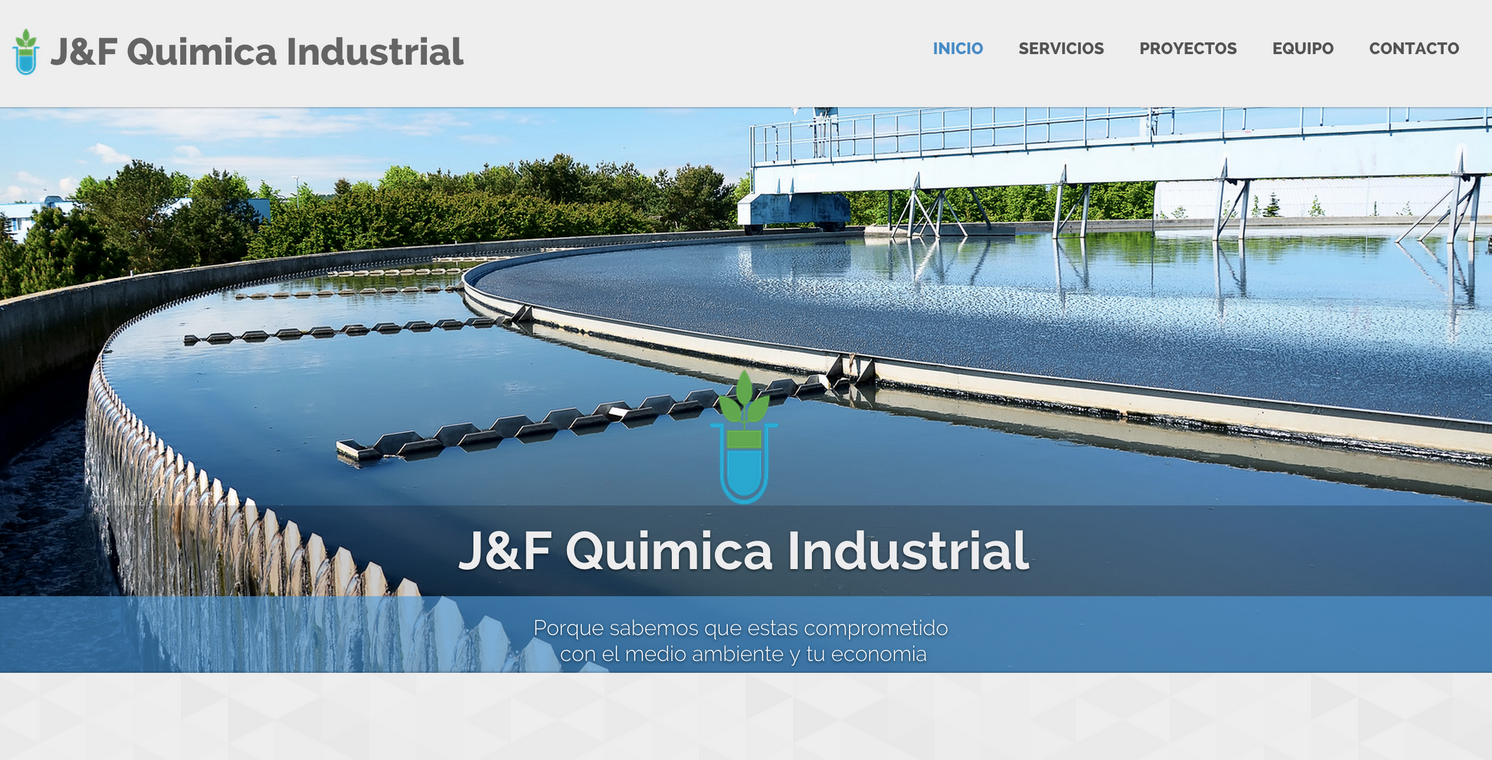 J&F Quimica Industrial
INICIO SERVICIOS PROYECTOS EQUIPO CONTACTO
J&F Quimica Industrial
Porque sabemos que estas comprometido
con el medio ambiente y tu economia